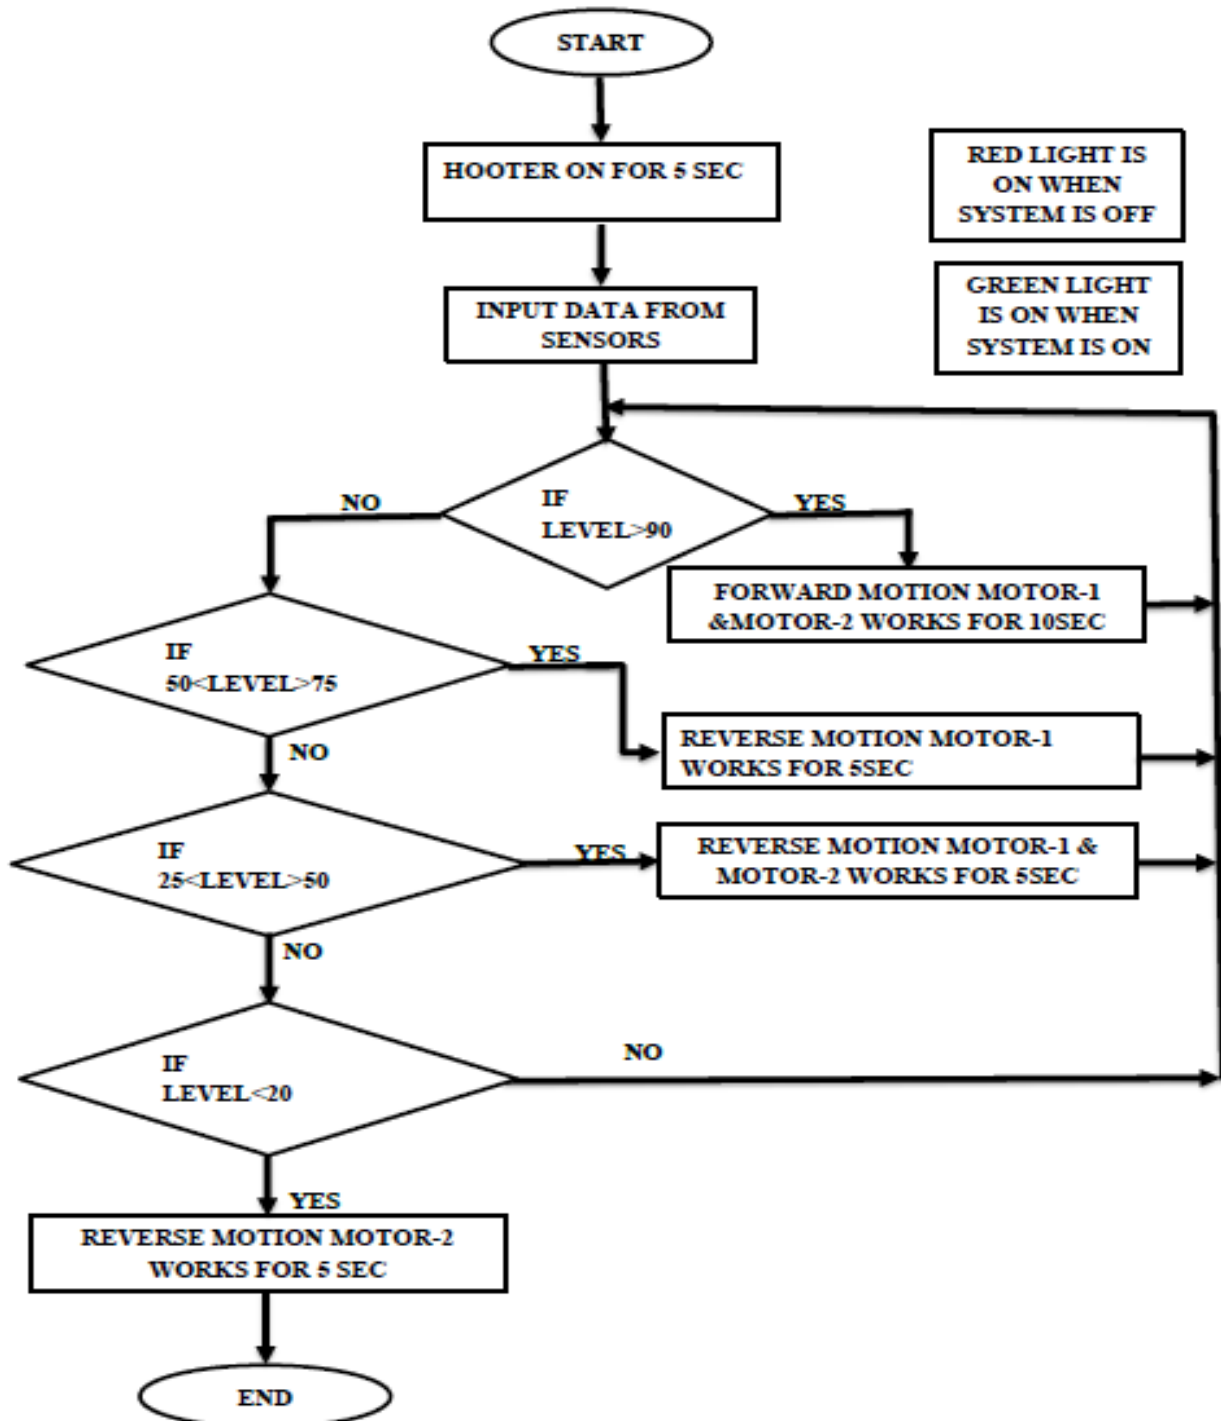 START
HOOTER ON FOR 5 SEC
RED LIGHT IS
ON WHEN
SYSTEM IS OFF
INPUT DATA FROM
SENSORS
GREEN LIGHT
IS ON WHEN
SYSTEM IS ON
IF
LEVEL>90
NO
YES
FORWARD MOTION MOTOR-1
&MOTOR-2 WORKS FOR 10SEC
IF
50<LEVEL>75
YES
REVERSE MOTION MOTOR-1
WORKS FOR 5SEC
NO
IF
25<LEVEL>50
YES
REVERSE MOTION MOTOR-1 &
MOTOR-2 WORKS FOR 5SEC
NO
IF
LEVEL<20
NO
YES
REVERSE MOTION MOTOR-2
WORKS FOR 5 SEC
END